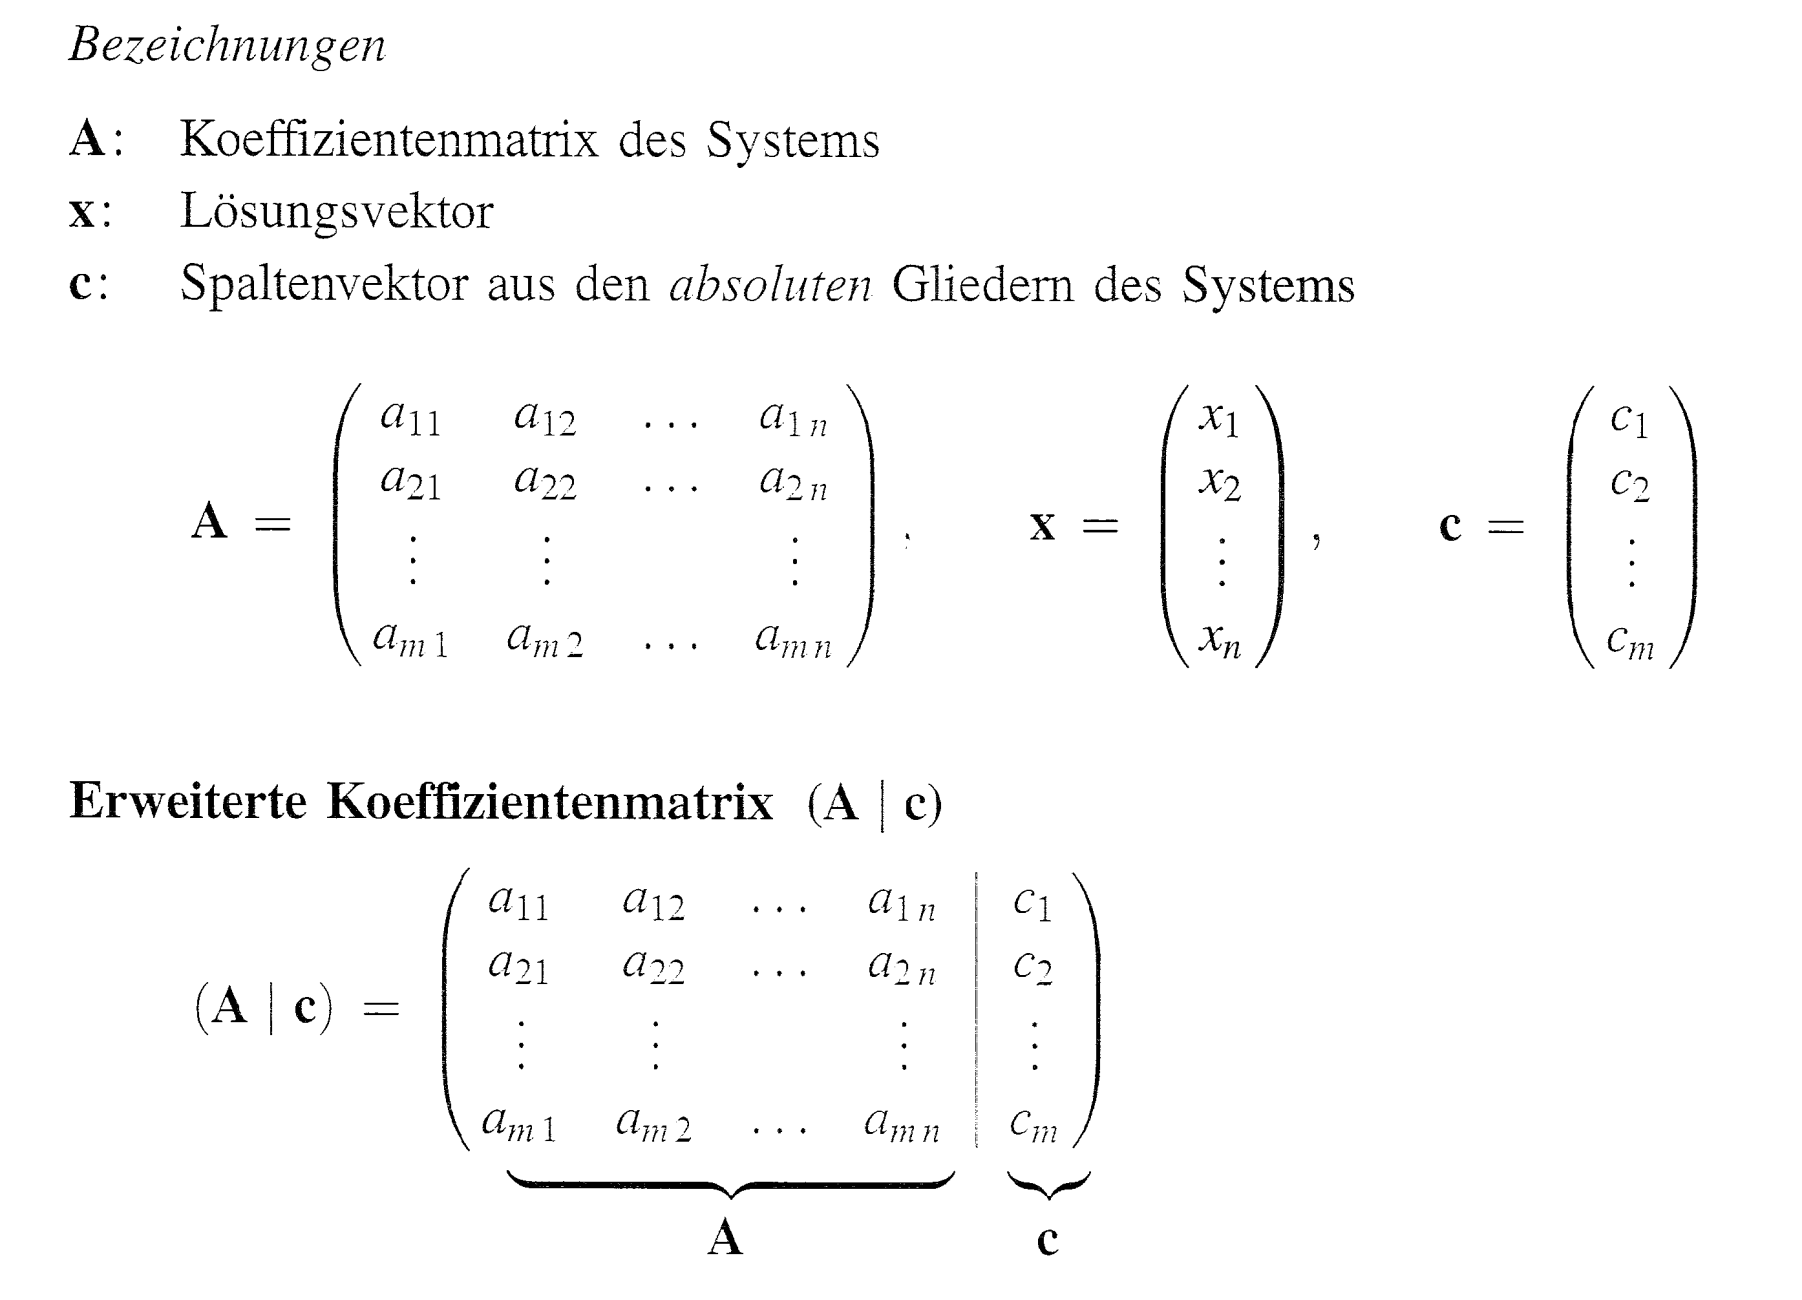 Bezeichnungen
A: Koeffizientenmatrix des Systems
x: Lösungsvektor
c: Spaltenvektor aus den absoluten Gliedern des Systems
a11 a12 ... a1n x1 c1
a21 a22 ... a2n x2 c2
A = ⋮ ⋮ ⋮ , x = ⋮ , c = ⋮
am1 am2 ... amn xn cm
Erweiterte Koeffizientenmatrix (A | c)
a11 a12 ... a1n | c1
a21 a22 ... a2n | c2
(A | c) = ⋮ ⋮ ⋮ | ⋮
am1 am2 ... amn | cm
A c